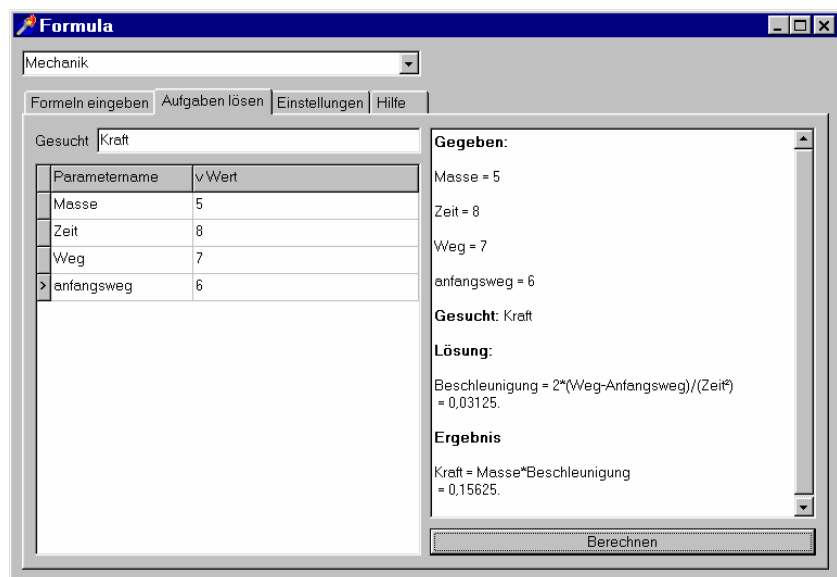 Formula
Mechanik
Formeln eingeben Aufgaben lösen Einstellungen Hilfe
Gesucht Kraft
Parametername v Wert
Masse 5
Zeit 8
Weg 7
> anfangsweg 6
Gegeben:
Masse = 5
Zeit = 8
Weg = 7
anfangsweg = 6
Gesucht: Kraft
Lösung:
Beschleunigung = 2*(Weg-Anfangsweg)/(Zeit²)
= 0,03125.
Ergebnis
Kraft = Masse*Beschleunigung
= 0,15625.
Berechnen